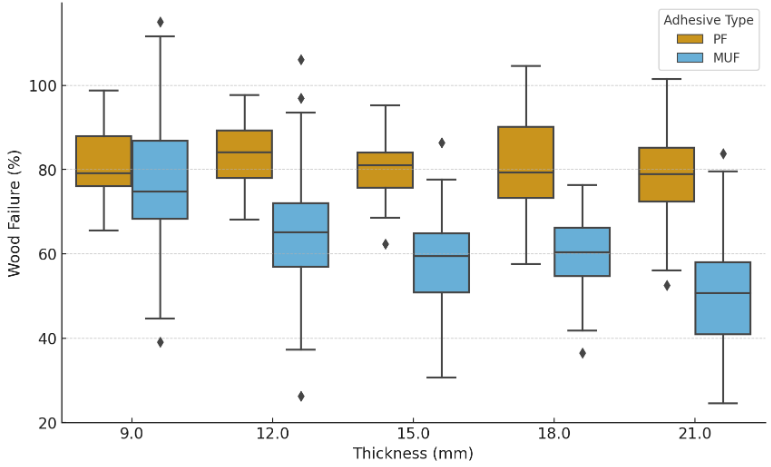 Adhesive Type
PF
MUF
Wood Failure (%)
100
80
60
40
20
9.0 12.0 15.0 18.0 21.0
Thickness (mm)